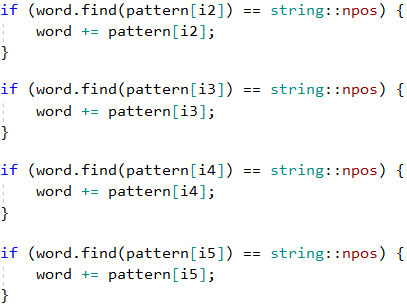 if (word.find(pattern[i2]) == string::npos) {
    word += pattern[i2];
}
if (word.find(pattern[i3]) == string::npos) {
    word += pattern[i3];
}
if (word.find(pattern[i4]) == string::npos) {
    word += pattern[i4];
}
if (word.find(pattern[i5]) == string::npos) {
    word += pattern[i5];
}